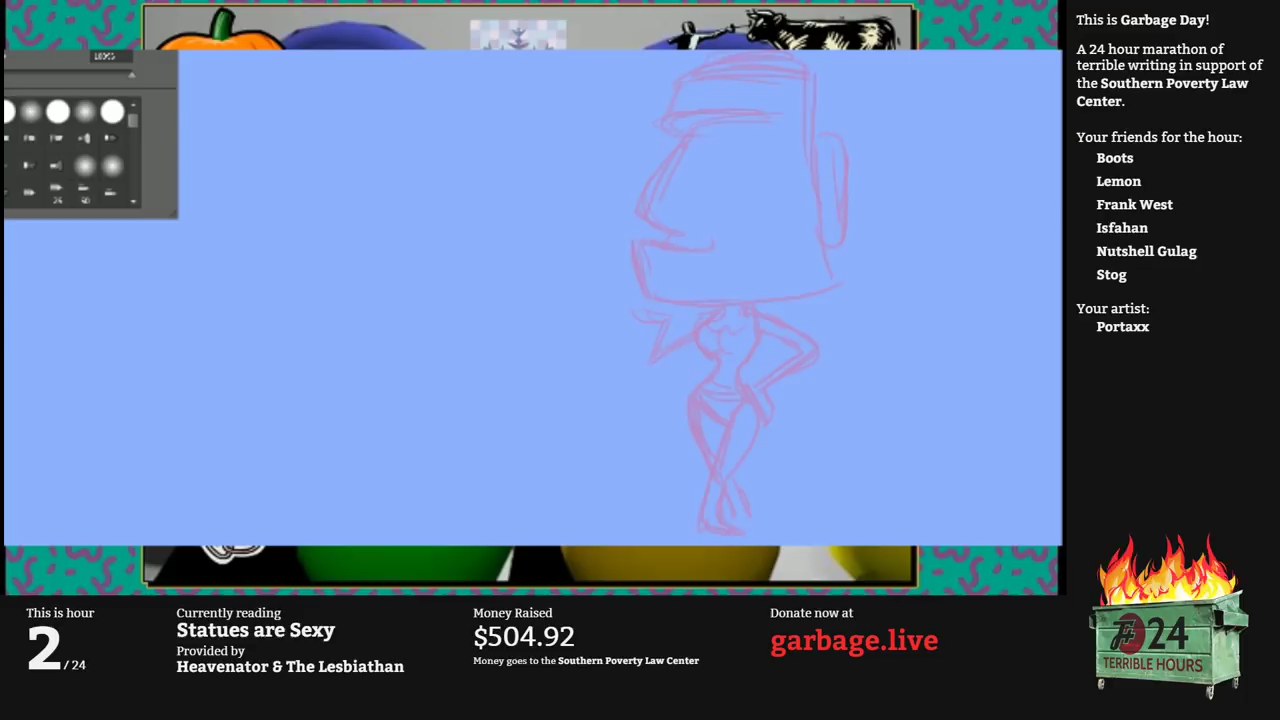 This is Garbage Day!
A 24 hour marathon of
terrible writing in support of
the Southern Poverty Law
Center.
Your friends for the hour:
Boots
Lemon
Frank West
Isfahan
Nutshell Gulag
Stog
Your artist:
Portaxx
This is hour
2 / 24
Currently reading
Statues are Sexy
Provided by
Heavenator & The Lesbiathan
Money Raised
$504.92
Money goes to the Southern Poverty Law Center
Donate now at
garbage.live
24
TERRIBLE HOURS